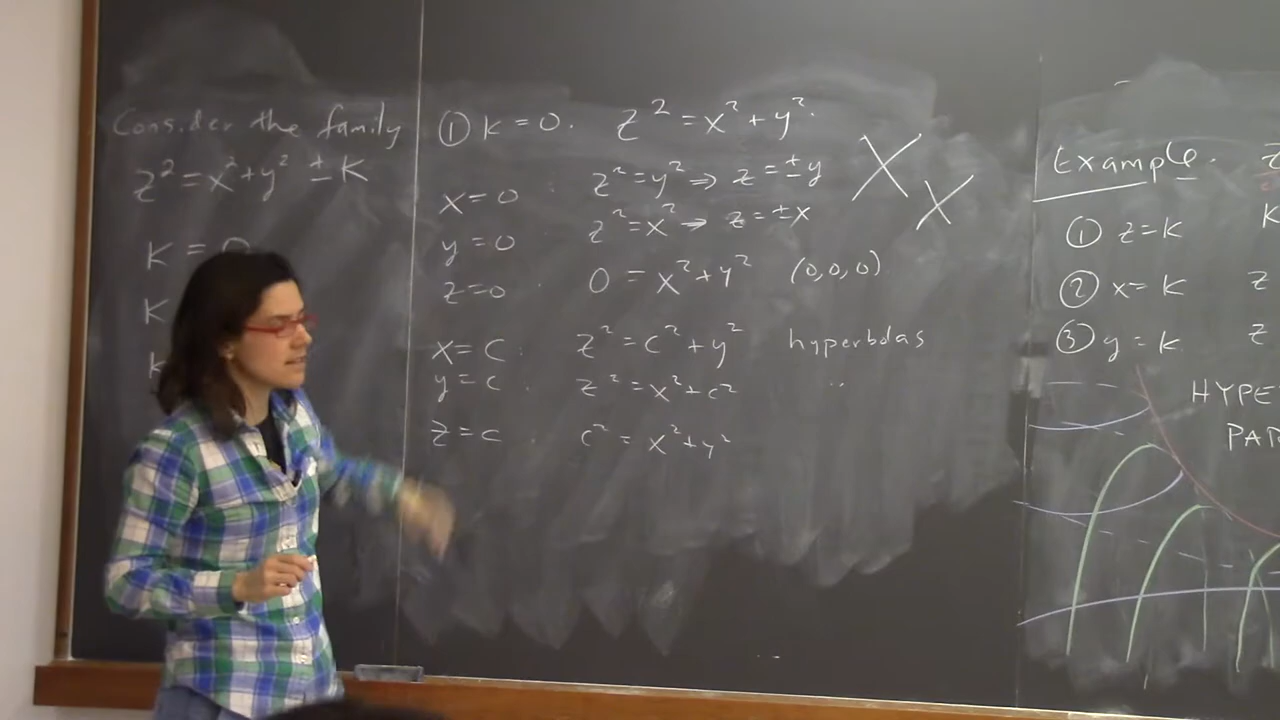 Consider the family
z² = x² + y² ± K
K = 0
K
K
① K = 0. z² = x² + y².
x = 0 : z² = y² ⇒ z = ± y
y = 0 z² = x² → z = ± x
z = 0 . 0 = x² + y² (0,0,0)
x = c : z² = c² + y² hyperbolas
y = c : z² = x² + c² ..
z = c c² = x² + y²
Example. z
① z = K K
② x = K z
③ y = K z
HYPE
PAR